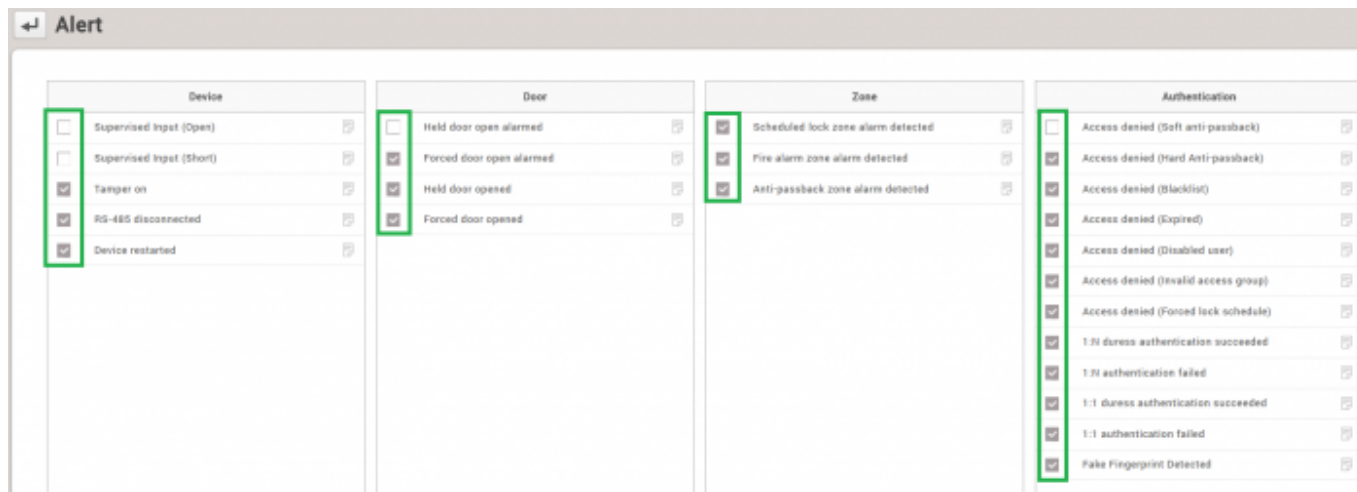 Alert
Device
Supervised Input (Open)
Supervised Input (Short)
Tamper on
RS-485 disconnected
Device restarted
Door
Held door open alarmed
Forced door open alarmed
Held door opened
Forced door opened
Zone
Scheduled lock zone alarm detected
Fire alarm zone alarm detected
Anti-passback zone alarm detected
Authentication
Access denied (Soft anti-passback)
Access denied (Hard Anti-passback)
Access denied (Blacklist)
Access denied (Expired)
Access denied (Disabled user)
Access denied (Invalid access group)
Access denied (Forced lock schedule)
1:N duress authentication succeeded
1:N authentication failed
1:1 duress authentication succeeded
1:1 authentication failed
Fake Fingerprint Detected